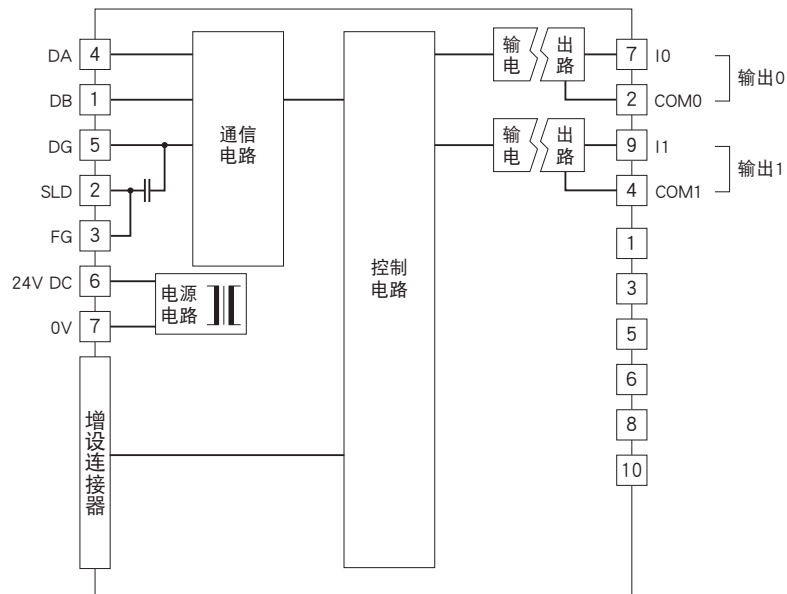 DA 4
DB 1
DG 5
SLD 2
FG 3
24V DC 6
0V 7
增设连接器
通信
电路
电源
电路
控制
电路
输 出
电 路
7 I0
2 COM0
输出0
输 出
电 路
9 I1
4 COM1
输出1
1
3
5
6
8
10